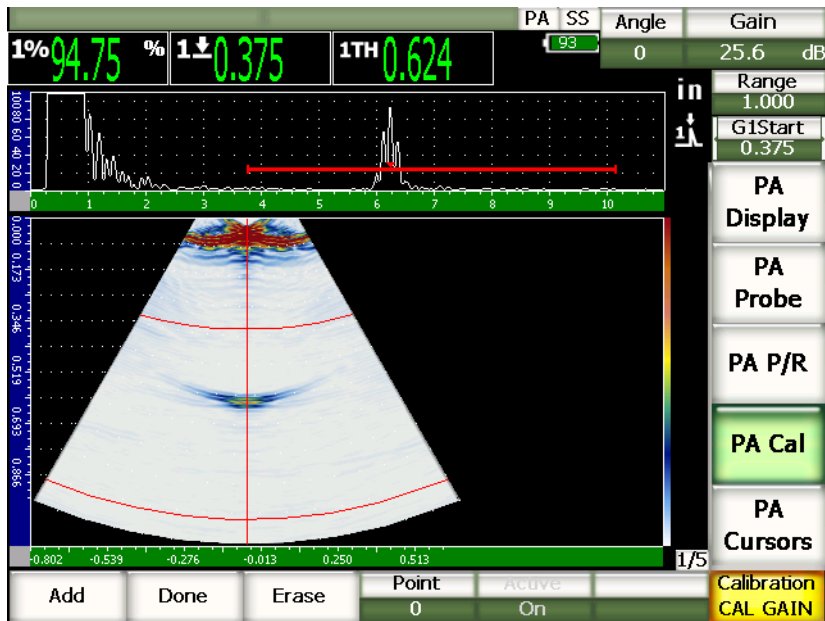 PA SS Angle Gain
93 0 25.6 dB
1% 94.75 % 1 0.375 1TH 0.624
in
Range
1.000
1
G1Start
0.375
100 80 60 40 20 0
0 1 2 3 4 5 6 7 8 9 10
PA
Display
PA
Probe
PA P/R
PA Cal
PA
Cursors
0.000 0.173 0.346 0.519 0.693 0.866
-0.802 -0.539 -0.276 -0.013 0.250 0.513
1/5
Add Done Erase Point Active Calibration
0 On CAL GAIN